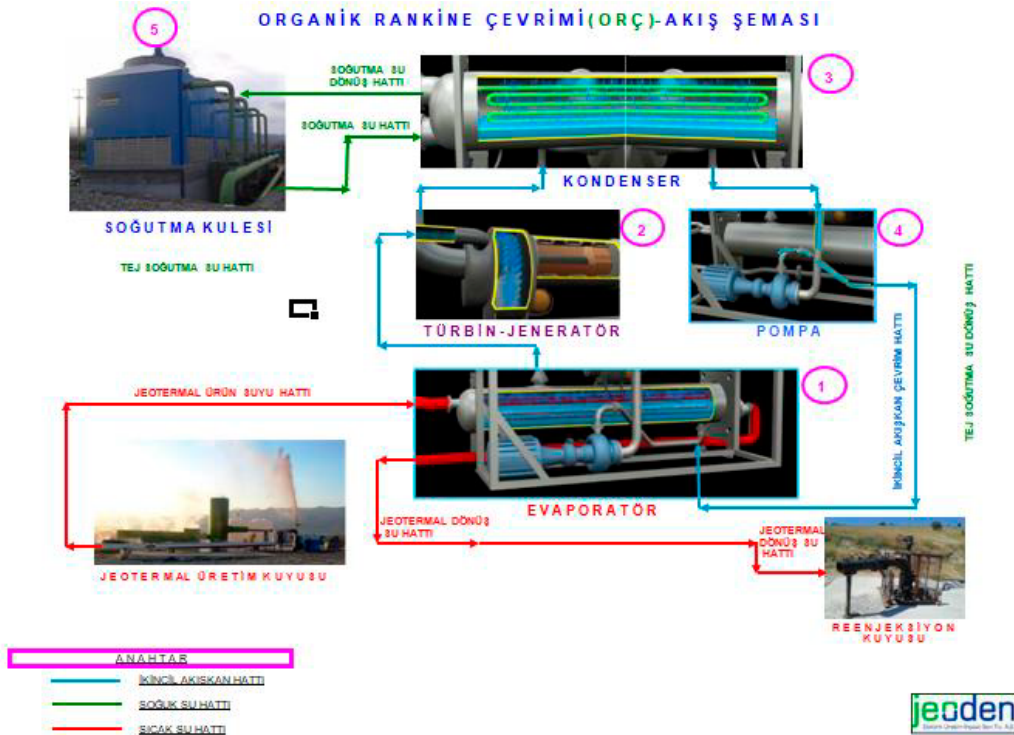 ORGANİK RANKİNE ÇEVRİMİ(ORÇ)-AKIŞ ŞEMASI
5
SOĞUTMA SU
DÖNÜŞ HATTI
3
SOĞUTMA SU HATTI
KONDENSER
SOĞUTMA KULESİ
2
4
TEJ SOĞUTMA SU HATTI
TÜRBİN-JENERATÖR
POMPA
İKİNCİL AKIŞKAN ÇEVRİM HATTI
TEJ SOĞUTMA SU DÖNÜŞ HATTI
1
JEOTERMAL ÜRÜN SUYU HATTI
EVAPORATÖR
JEOTERMAL DÖNÜŞ
SU HATTI
JEOTERMAL
DÖNÜŞ SU
HATTI
JEOTERMAL ÜRETİM KUYUSU
REENJEKSİYON
KUYUSU
ANAHTAR
İKİNCİL AKISKAN HATTI
SOĞUK SU HATTI
SICAK SU HATTI
jeoden